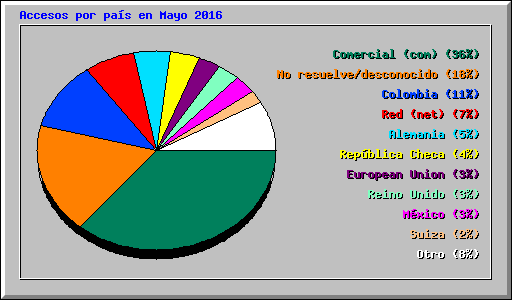 Accesos por país en Mayo 2016
Comercial (com) (36%)
No resuelve/desconocido (18%)
Colombia (11%)
Red (net) (7%)
Alemania (5%)
República Checa (4%)
European Union (3%)
Reino Unido (3%)
México (3%)
Suiza (2%)
Otro (8%)